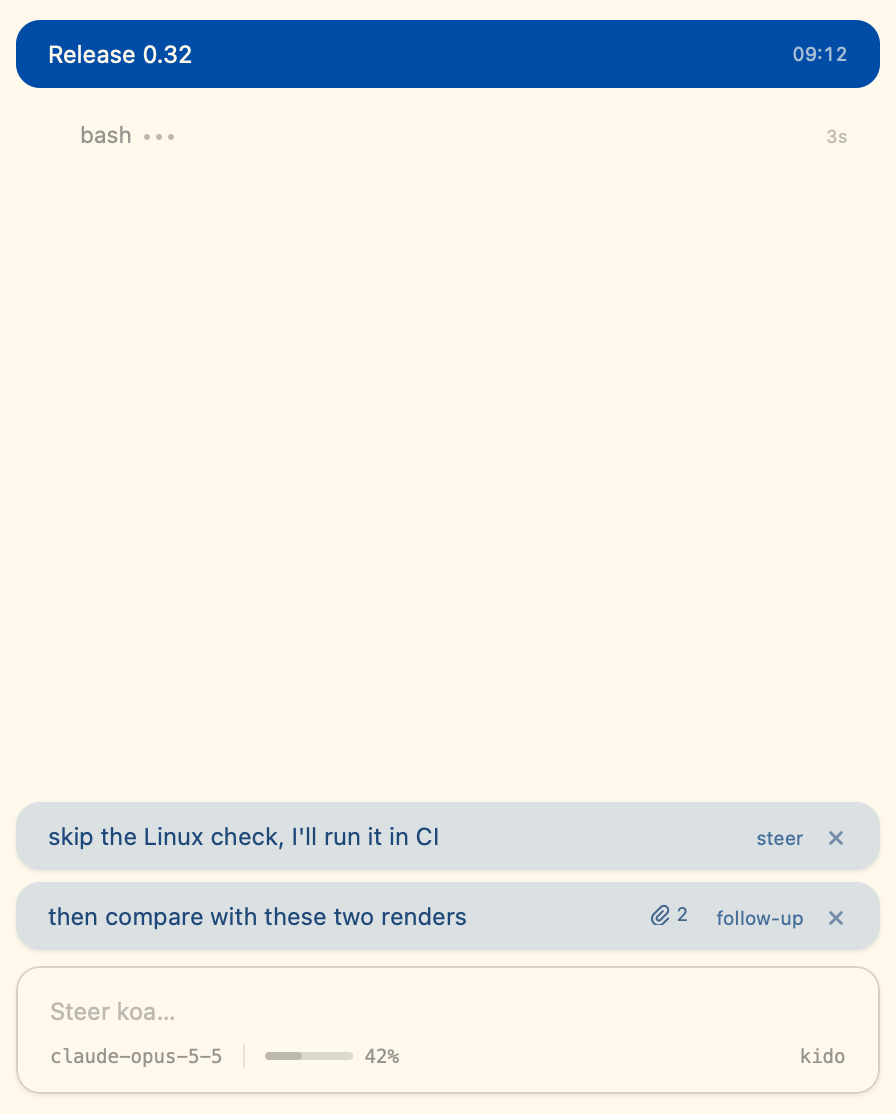 Release 0.32 09:12
bash ••• 3s
skip the Linux check, I'll run it in CI steer ×
then compare with these two renders 2 follow-up ×
Steer koa...
claude-opus-5-5 42% kido